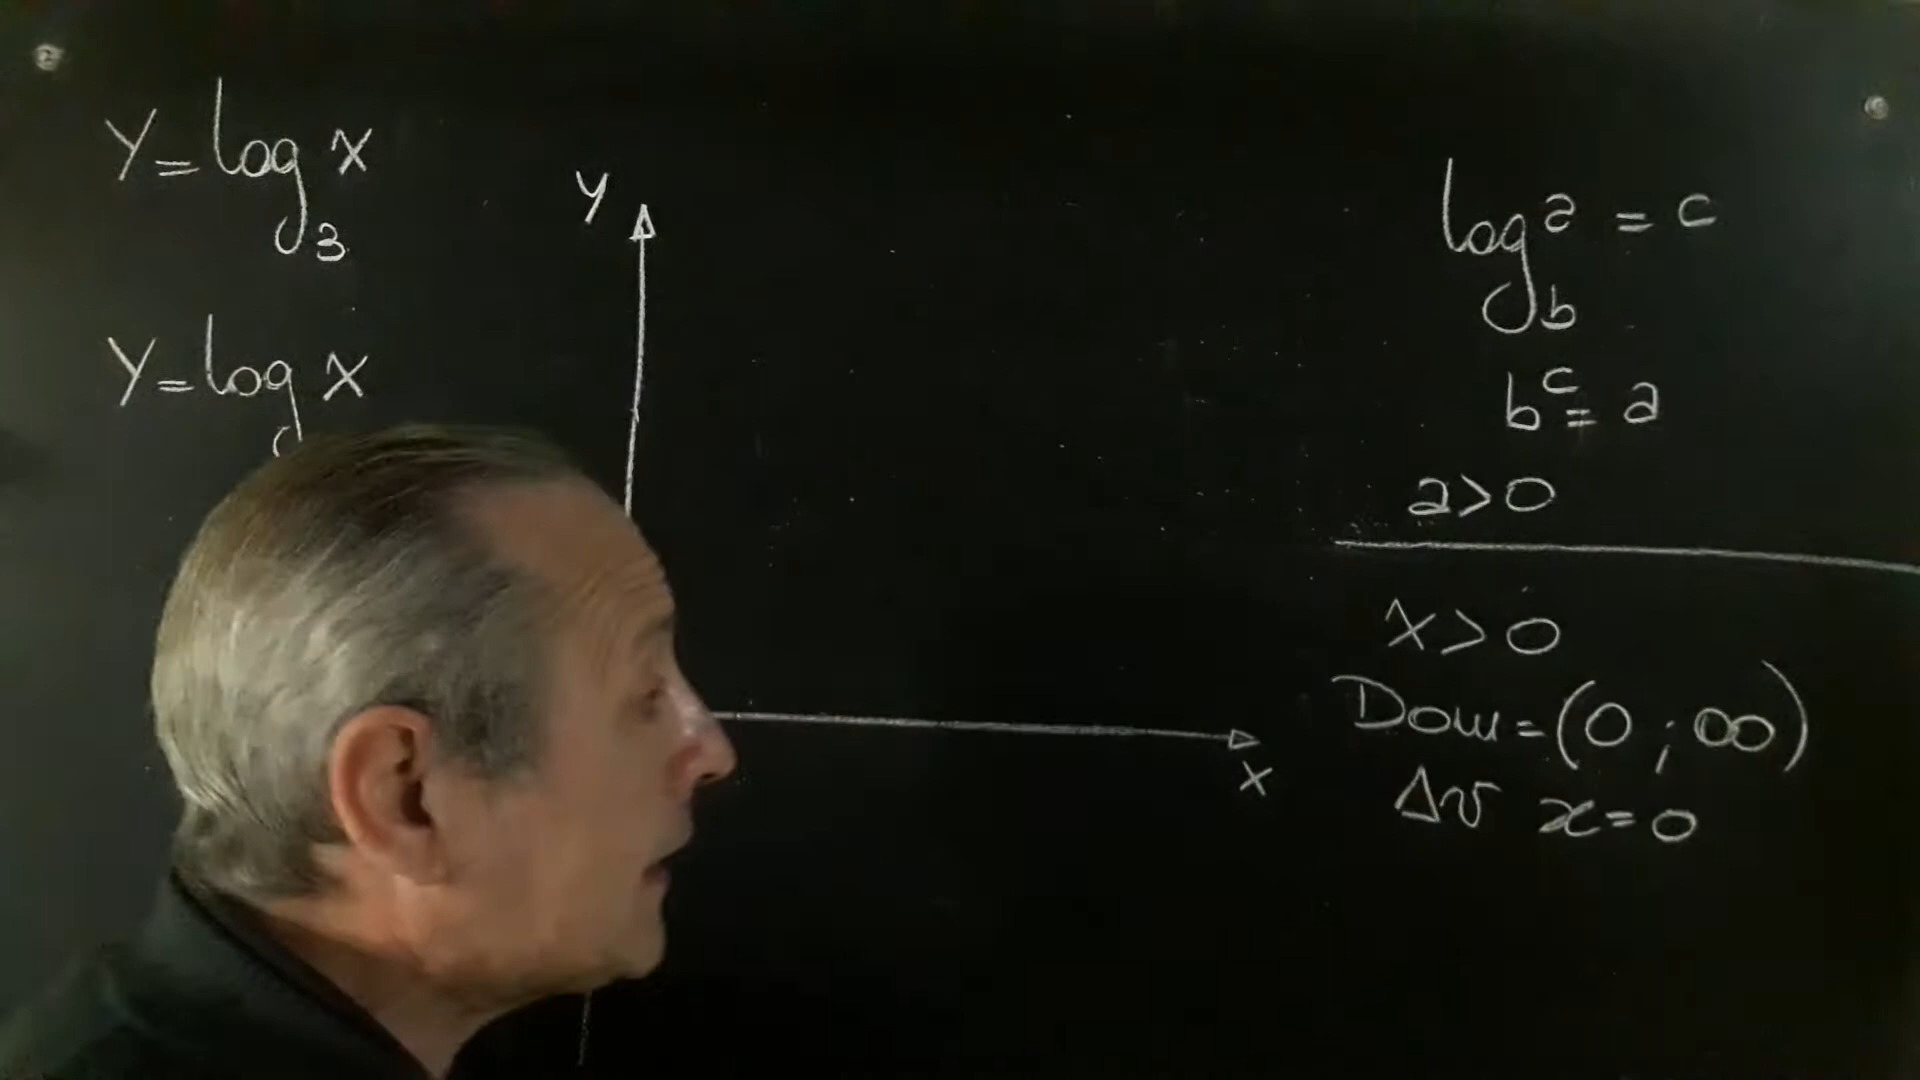 y = log₃ x
y = log x
y
x
log_b a = c
b^c = a
a > 0
x > 0
Dom = (0 ; ∞)
Av x = 0